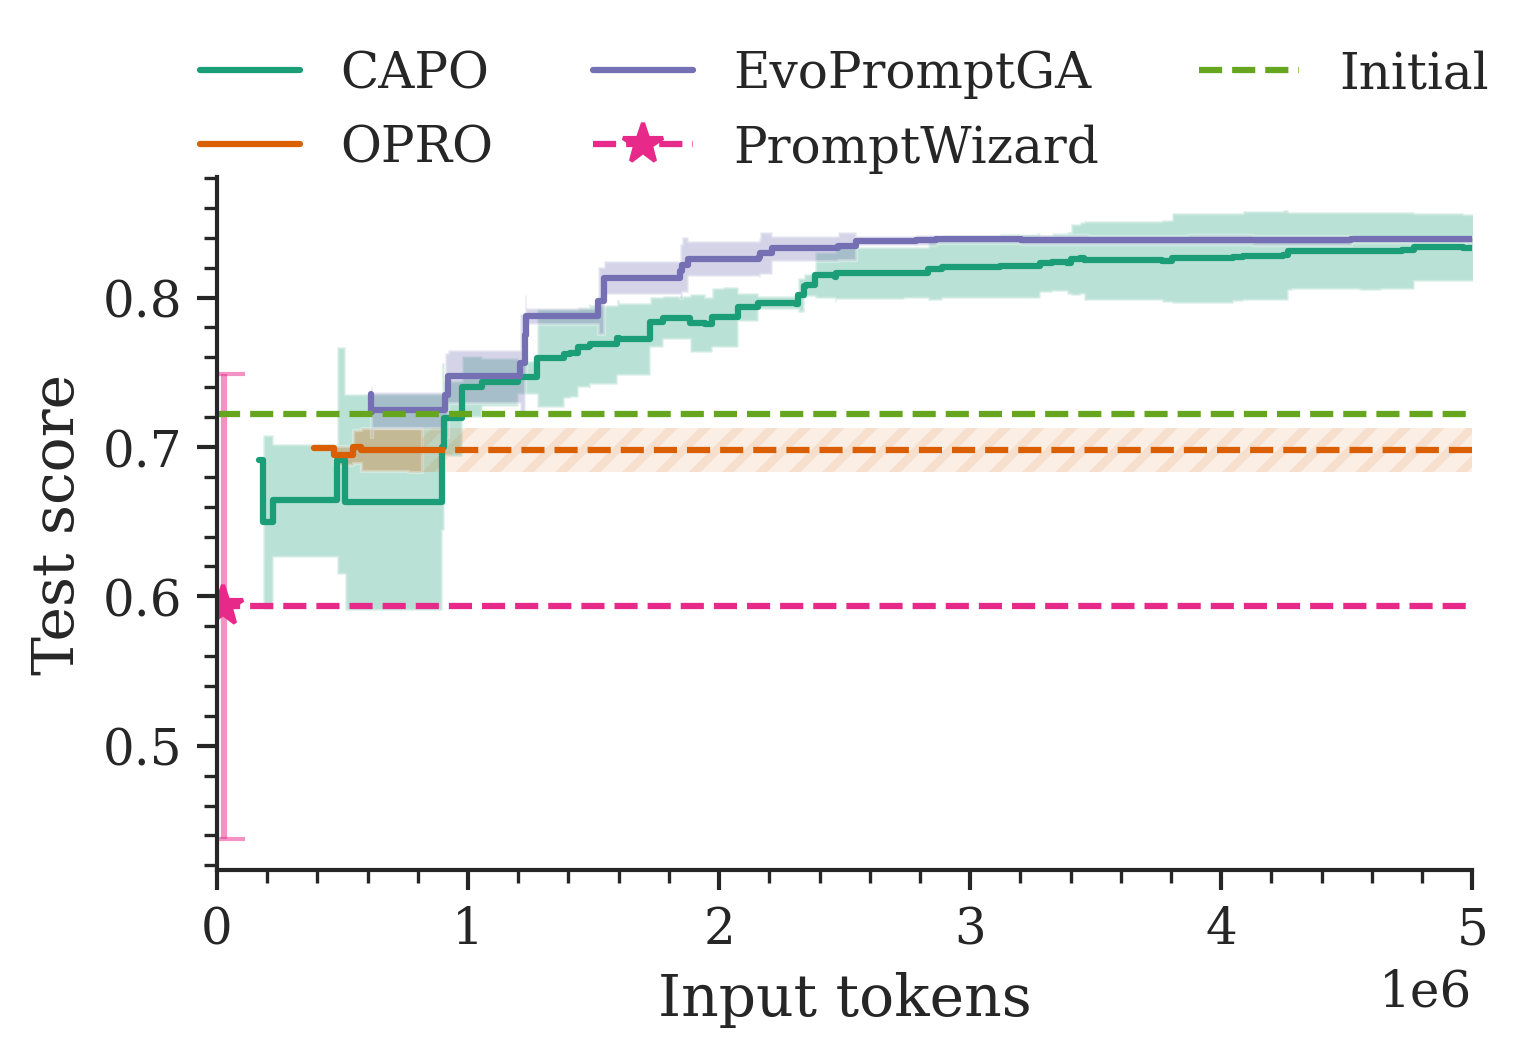 CAPO EvoPromptGA Initial
OPRO PromptWizard
Test score
0.8
0.7
0.6
0.5
0 1 2 3 4 5
1e6
Input tokens